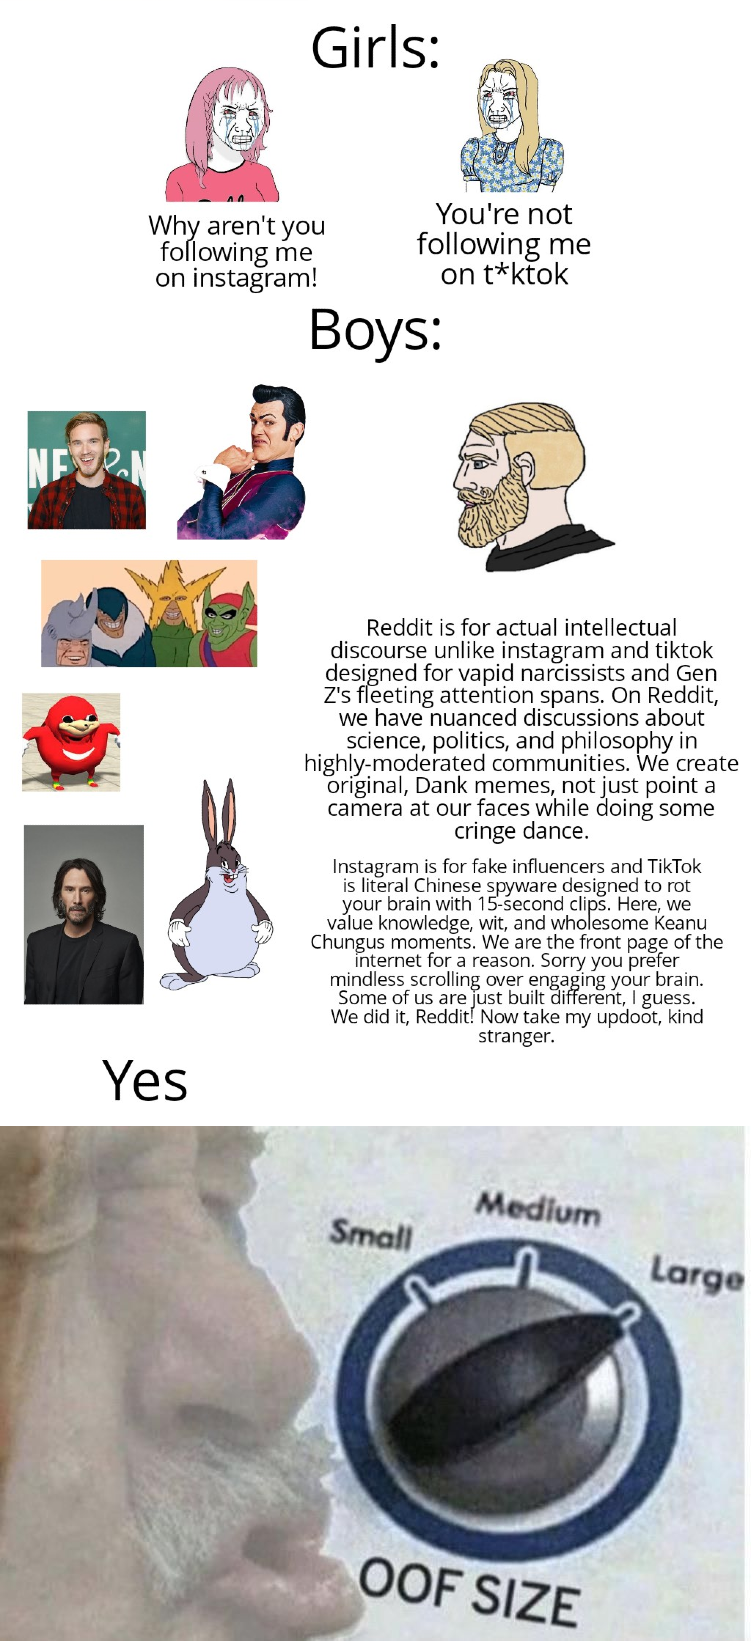 Girls:
Why aren't you
following me
on instagram!
You're not
following me
on t*ktok
Boys:
Reddit is for actual intellectual
discourse unlike instagram and tiktok
designed for vapid narcissists and Gen
Z's fleeting attention spans. On Reddit,
we have nuanced discussions about
science, politics, and philosophy in
highly-moderated communities. We create
original, Dank memes, not just point a
camera at our faces while doing some
cringe dance.
Instagram is for fake influencers and TikTok
is literal Chinese spyware designed to rot
your brain with 15-second clips. Here, we
value knowledge, wit, and wholesome Keanu
Chungus moments. We are the front page of the
internet for a reason. Sorry you prefer
mindless scrolling over engaging your brain.
Some of us are just built different, I guess.
We did it, Reddit! Now take my updoot, kind
stranger.
Yes
Small
Medium
Large
OOF SIZE